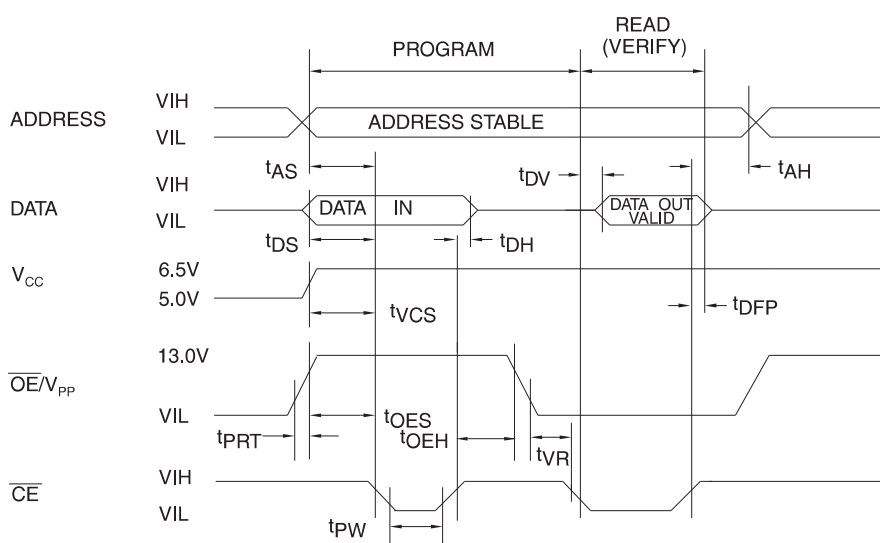 READ
(VERIFY)
PROGRAM
ADDRESS
VIH
VIL
ADDRESS STABLE
tAS
tDV
tAH
DATA
VIH
VIL
DATA IN
DATA OUT
VALID
tDS
tDH
VCC
6.5V
5.0V
tVCS
tDFP
OE/VPP
13.0V
VIL
tPRT
tOES
tOEH
tVR
CE
VIH
VIL
tPW